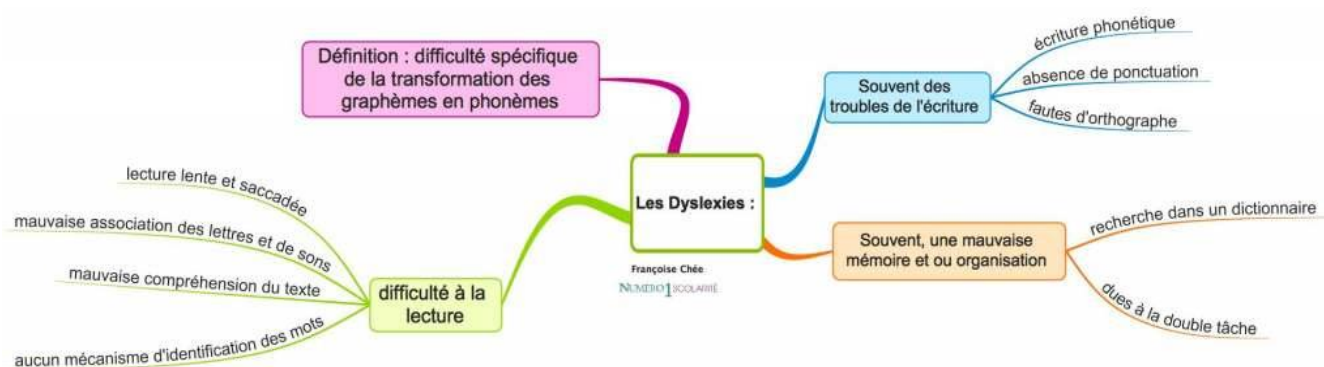 Définition : difficulté spécifique
de la transformation des
graphèmes en phonèmes
Souvent des
troubles de l'écriture
écriture phonétique
absence de ponctuation
fautes d'orthographe
Les Dyslexies :
Françoise Chée
NUMÉRO1SCOLARITÉ
Souvent, une mauvaise
mémoire et ou organisation
recherche dans un dictionnaire
dues à la double tâche
difficulté à la
lecture
lecture lente et saccadée
mauvaise association des lettres et de sons
mauvaise compréhension du texte
aucun mécanisme d'identification des mots